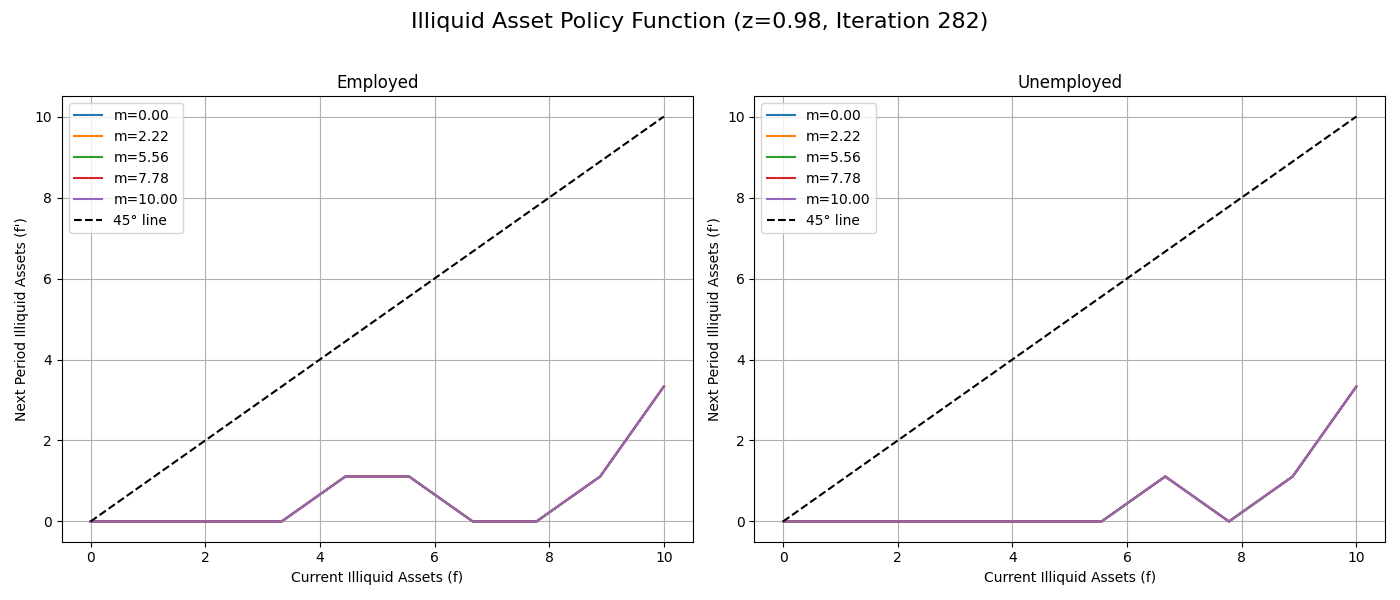 Illiquid Asset Policy Function (z=0.98, Iteration 282)
Employed
m=0.00
m=2.22
m=5.56
m=7.78
m=10.00
45° line
10
8
6
4
2
0
Next Period Illiquid Assets (f')
0 2 4 6 8 10
Current Illiquid Assets (f)
Unemployed
m=0.00
m=2.22
m=5.56
m=7.78
m=10.00
45° line
10
8
6
4
2
0
Next Period Illiquid Assets (f')
0 2 4 6 8 10
Current Illiquid Assets (f)